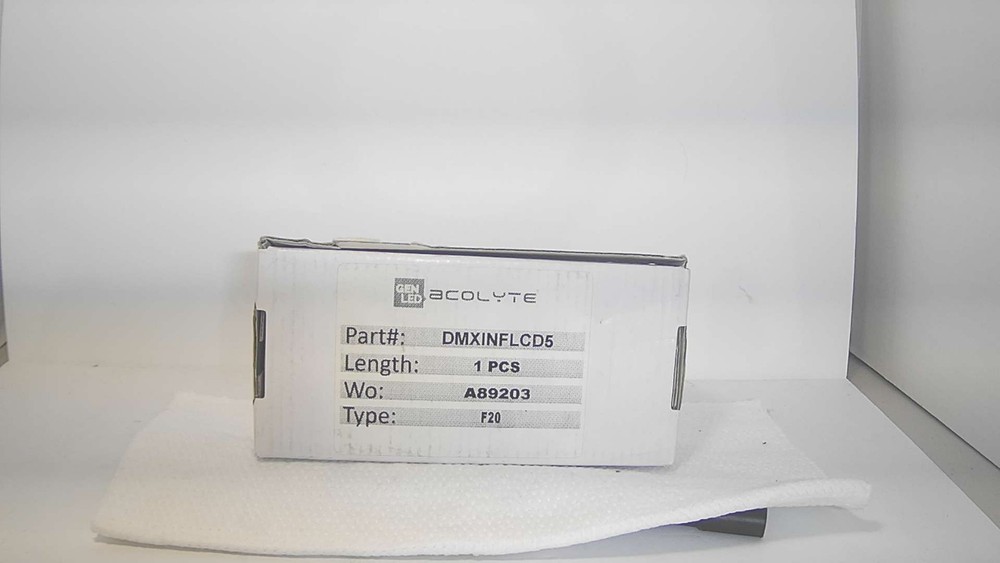 GEN LED acolyte
Part#: DMXINFLCD5
Length: 1 PCS
Wo: A89203
Type: F20